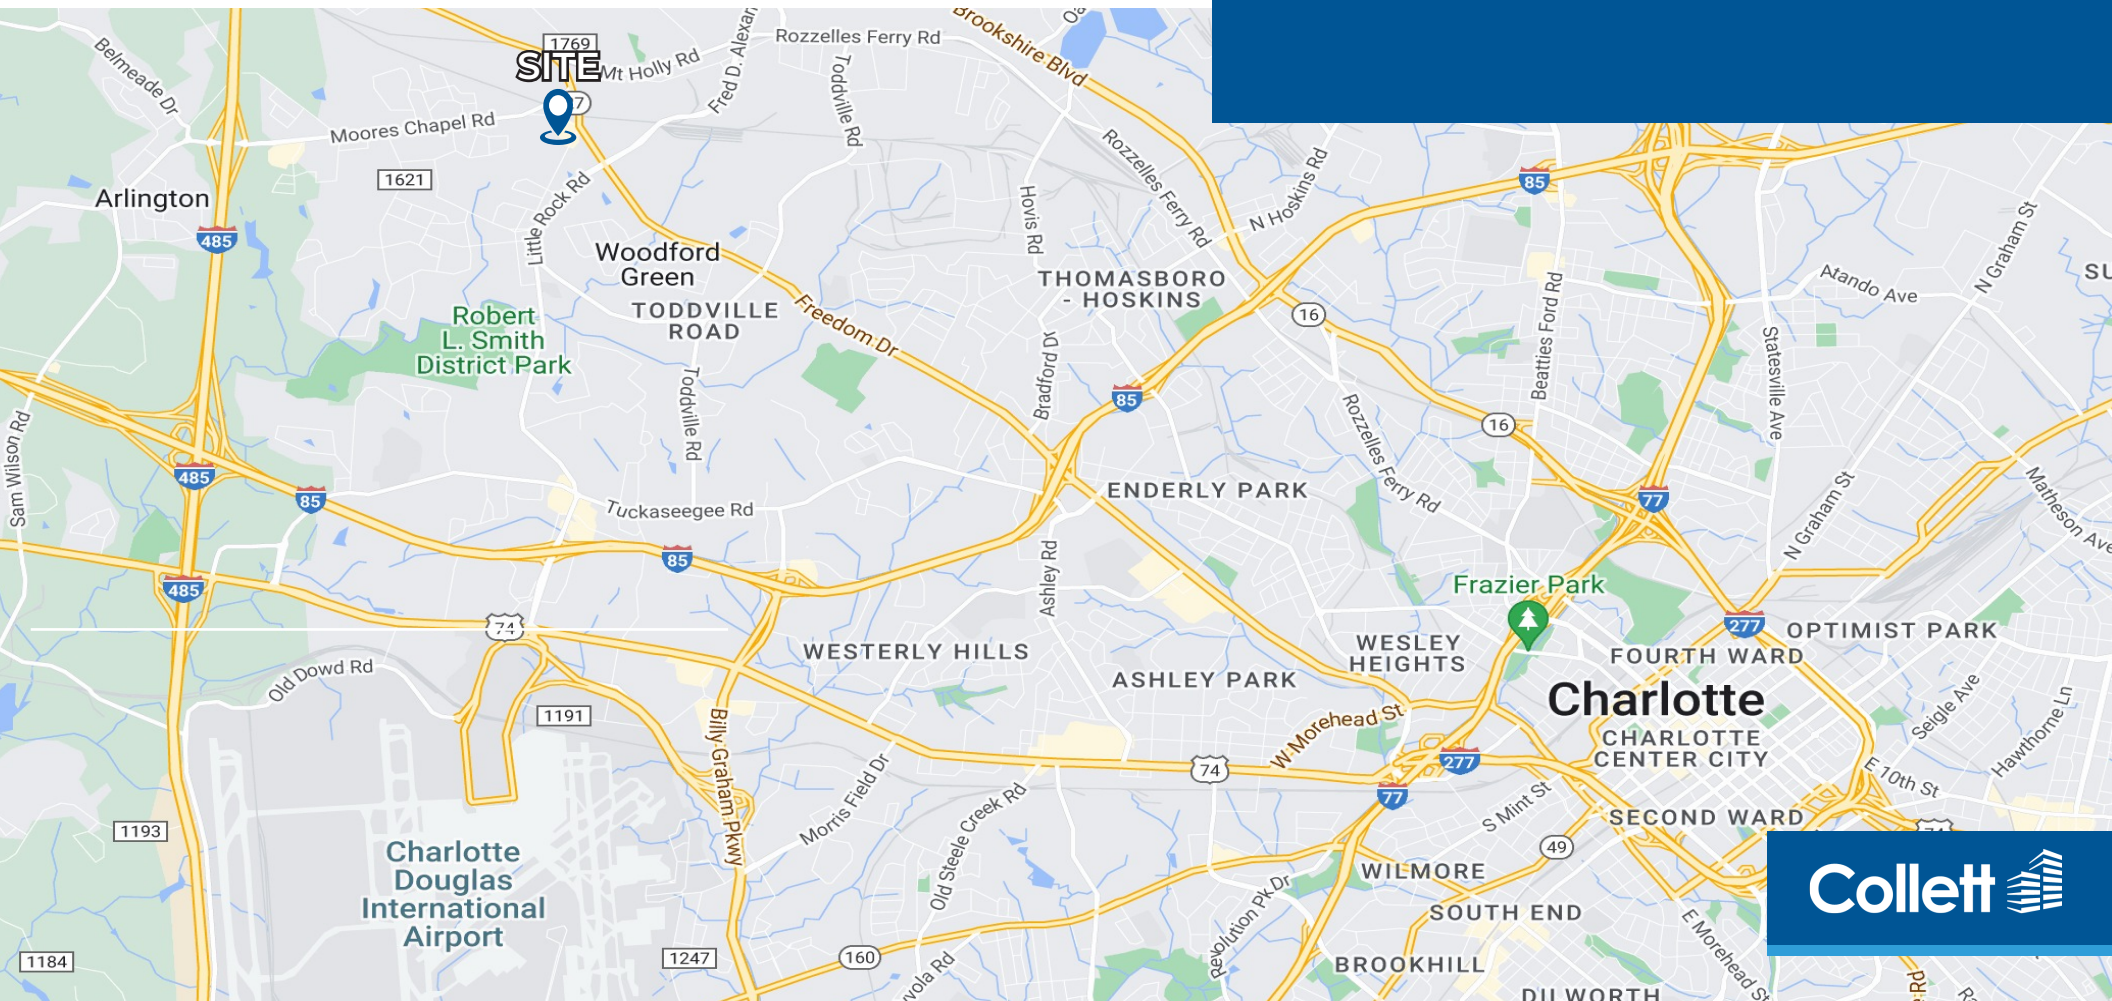 Belmeade Dr
1769
SITE
Mt Holly Rd
Rozzelles Ferry Rd
Brookshire Blvd
Toddville Rd
7
Moores Chapel Rd
1621
Arlington
485
Little Rock Rd
Woodford
Green
TODDVILLE
ROAD
Hovis Rd
Rozzelles Ferry Rd
N Hoskins Rd
85
THOMASBORO
- HOSKINS
16
Beatties Ford Rd
Atando Ave
N Graham St
SU
Robert
L. Smith
District Park
Freedom Dr
Bradford Dr
85
Statesville Ave
Sam Wilson Rd
Toddville Rd
Rozzelles Ferry Rd
16
485
85
Tuckaseegee Rd
ENDERLY PARK
77
N Graham St
Matheson Ave
85
Ashley Rd
485
Frazier Park
74
277
OPTIMIST PARK
WESTERLY HILLS
WESLEY
HEIGHTS
FOURTH WARD
Old Dowd Rd
ASHLEY PARK
Charlotte
1191
Billy Graham Pkwy
W Morehead St
Seigle Ave
Hawthorne Ln
CHARLOTTE
CENTER CITY
74
277
E 10th St
77
Morris Field Dr
Old Steele Creek Rd
S Mint St
SECOND WARD
1193
74
49
Charlotte
Douglas
International
Airport
WILMORE
Collett
Revolution Pk Dr
SOUTH END
E Morehead St
1184
1247
160
BROOKHILL
DILWORTH